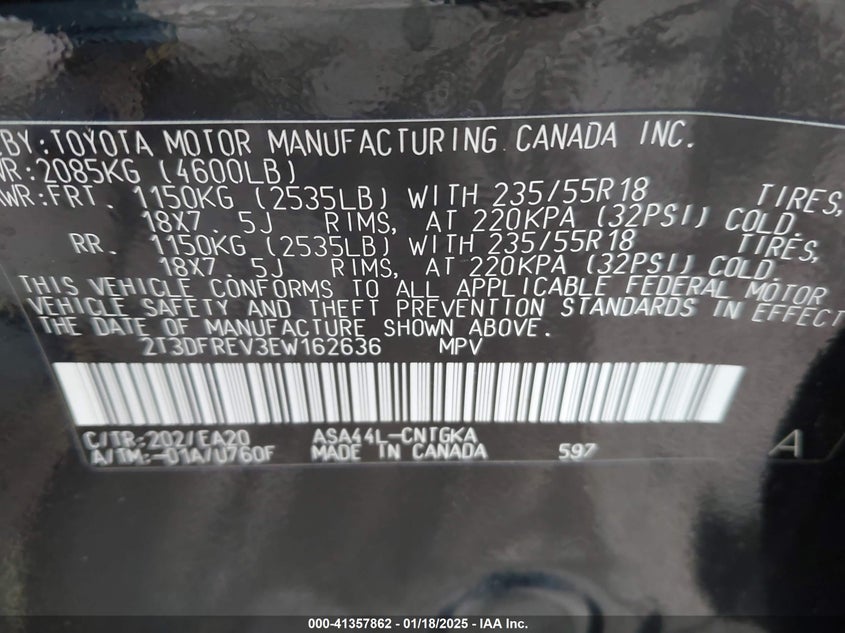 BY:TOYOTA MOTOR MANUFACTURING CANADA INC.
VR:2085KG (4600LB)
WR:FRT. 1150KG (2535LB) WITH 235/55R18 TIRES,
18X7. 5J RIMS, AT 220KPA (32PSI) COLD.
RR. 1150KG (2535LB) WITH 235/55R18 TIRES,
18X7. 5J RIMS, AT 220KPA (32PSI) COLD.
THIS VEHICLE CONFORMS TO ALL APPLICABLE FEDERAL MOTOR
VEHICLE SAFETY AND THEFT PREVENTION STANDARDS IN EFFECT
THE DATE OF MANUFACTURE SHOWN ABOVE.
2T3DFREV3EW162636 MPV
C/TR:202/EA20 ASA44L-CNTGKA
A/TM:-01A/U760F MADE IN CANADA 597 A
000-41357862 - 01/18/2025 - IAA Inc.